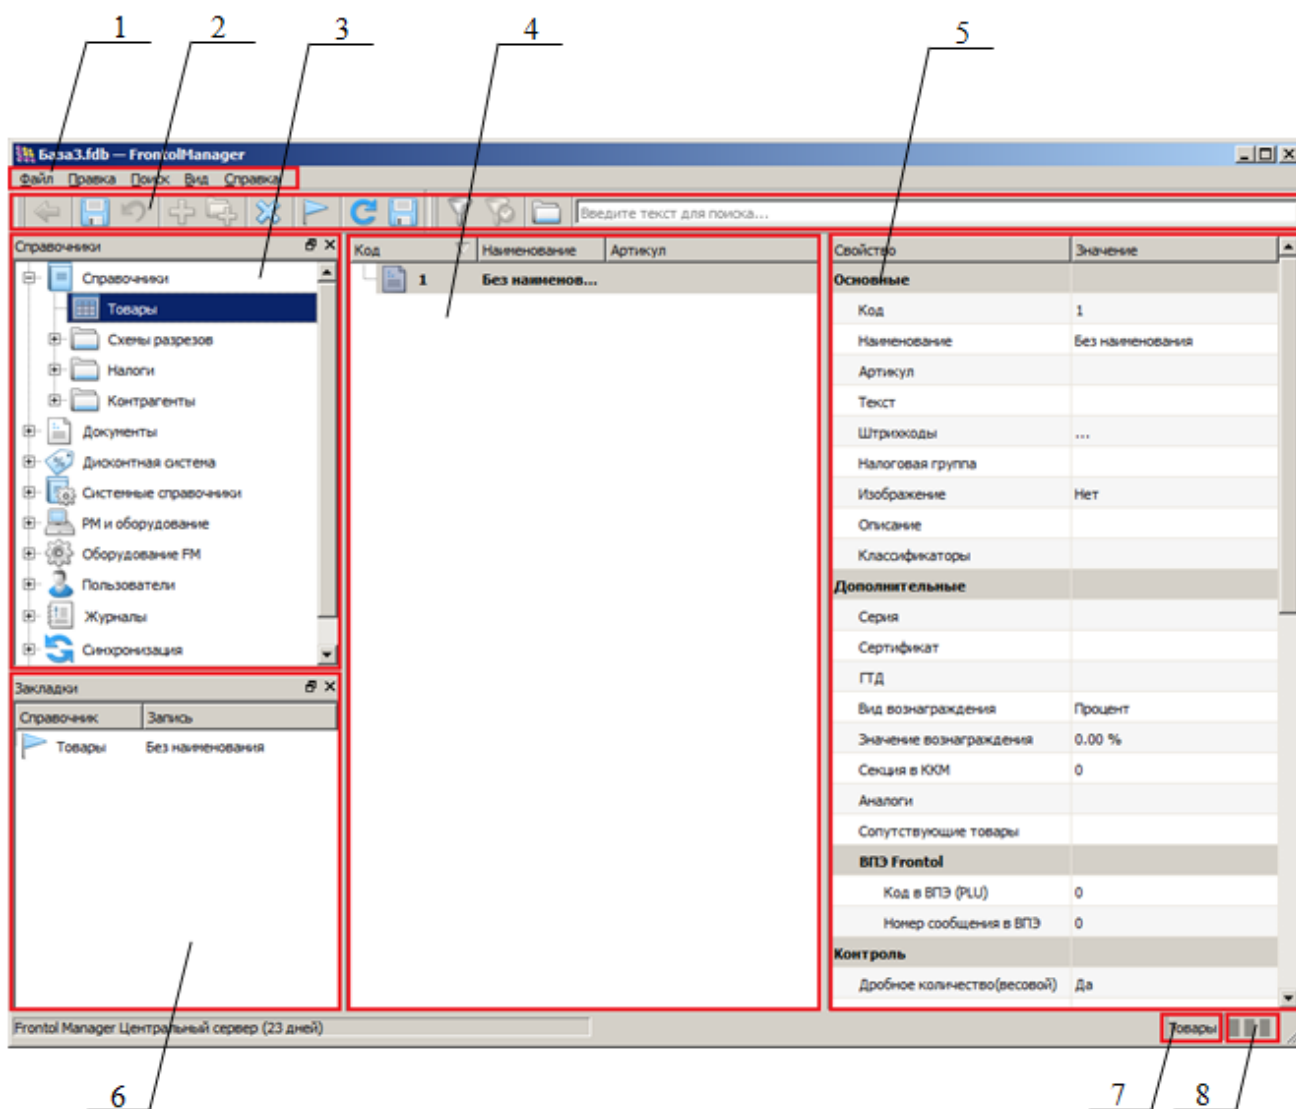 1 2 3 4 5
База3.fdb — FrontolManager
Файл Правка Поиск Вид Справка
Введите текст для поиска...
Справочники
Справочники
Товары
Схемы разрезов
Налоги
Контрагенты
Документы
Дисконтная система
Системные справочники
РМ и оборудование
Оборудование FM
Пользователи
Журналы
Синхронизация
Закладки
Справочник Запись
Товары Без наименования
Код Наименование Артикул
1 Без наименов...
Свойство Значение
Основные
Код 1
Наименование Без наименования
Артикул
Текст
Штрихкоды ...
Налоговая группа
Изображение Нет
Описание
Классификаторы
Дополнительные
Серия
Сертификат
ГТД
Вид вознаграждения Процент
Значение вознаграждения 0.00 %
Секция в ККМ 0
Аналоги
Сопутствующие товары
ВПЭ Frontol
Код в ВПЭ (PLU) 0
Номер сообщения в ВПЭ 0
Контроль
Дробное количество(весовой) Да
Frontol Manager Центральный сервер (23 дней)
Товары
6 7 8